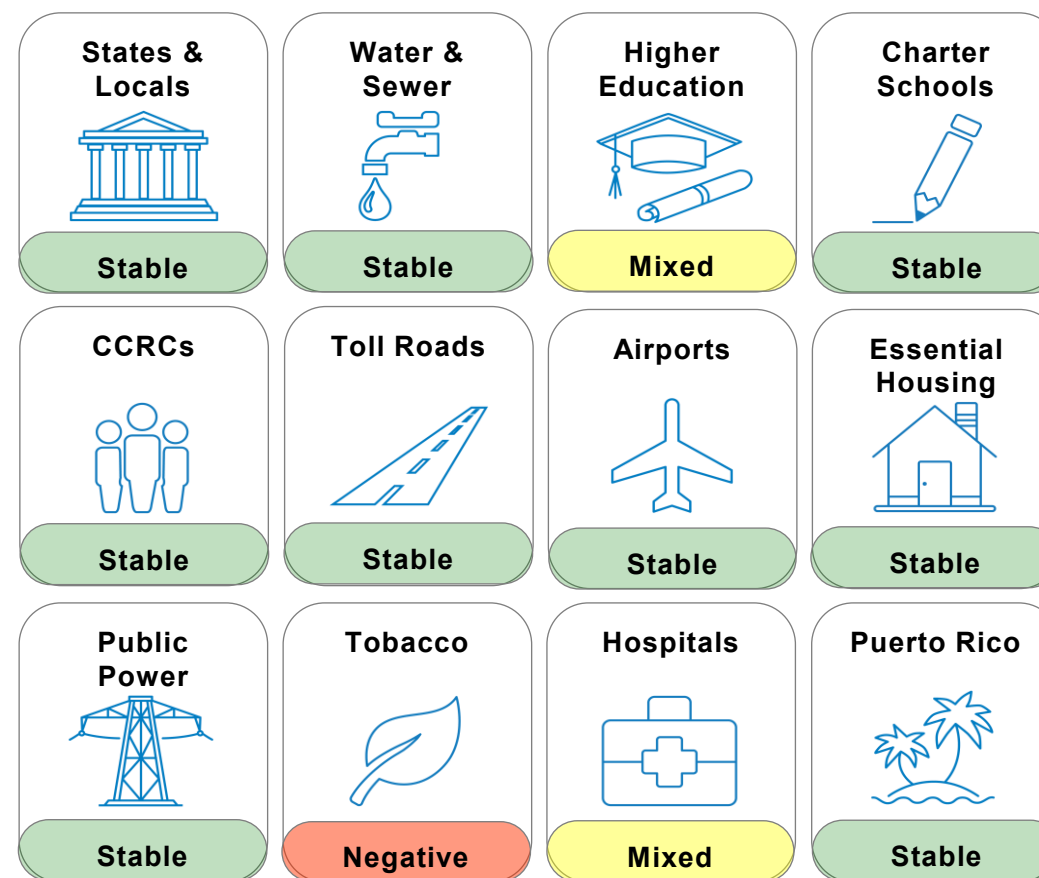 States &
Locals
Stable
Water &
Sewer
Stable
Higher
Education
Mixed
Charter
Schools
Stable
CCRCs
Stable
Toll Roads
Stable
Airports
Stable
Essential
Housing
Stable
Public
Power
Stable
Tobacco
Negative
Hospitals
Mixed
Puerto Rico
Stable